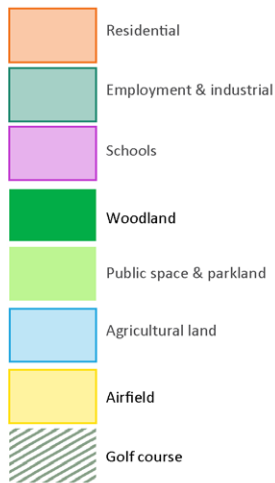 Residential
Employment & industrial
Schools
Woodland
Public space & parkland
Agricultural land
Airfield
Golf course